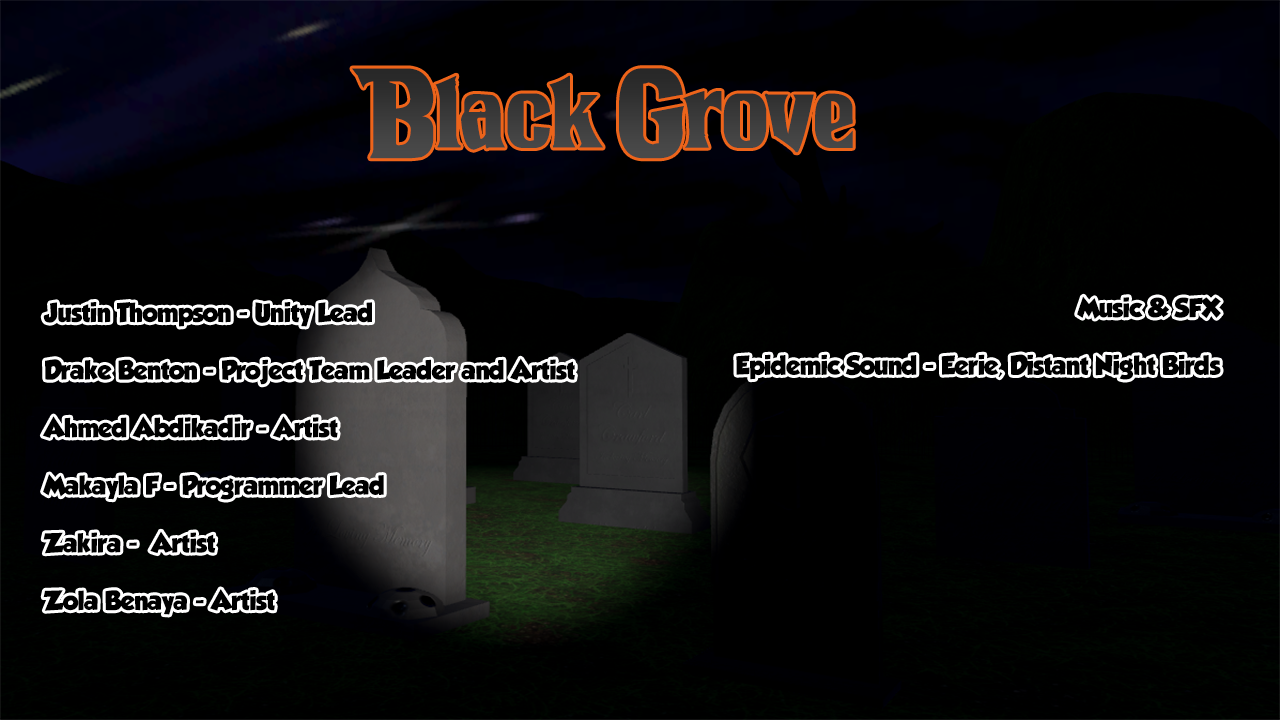 Black Grove
Justin Thompson - Unity Lead
Drake Benton - Project Team Leader and Artist
Ahmed Abdikadir - Artist
Makayla F - Programmer Lead
Zakira - Artist
Zola Benaya - Artist
Music & SFX
Epidemic Sound - Eerie, Distant Night Birds